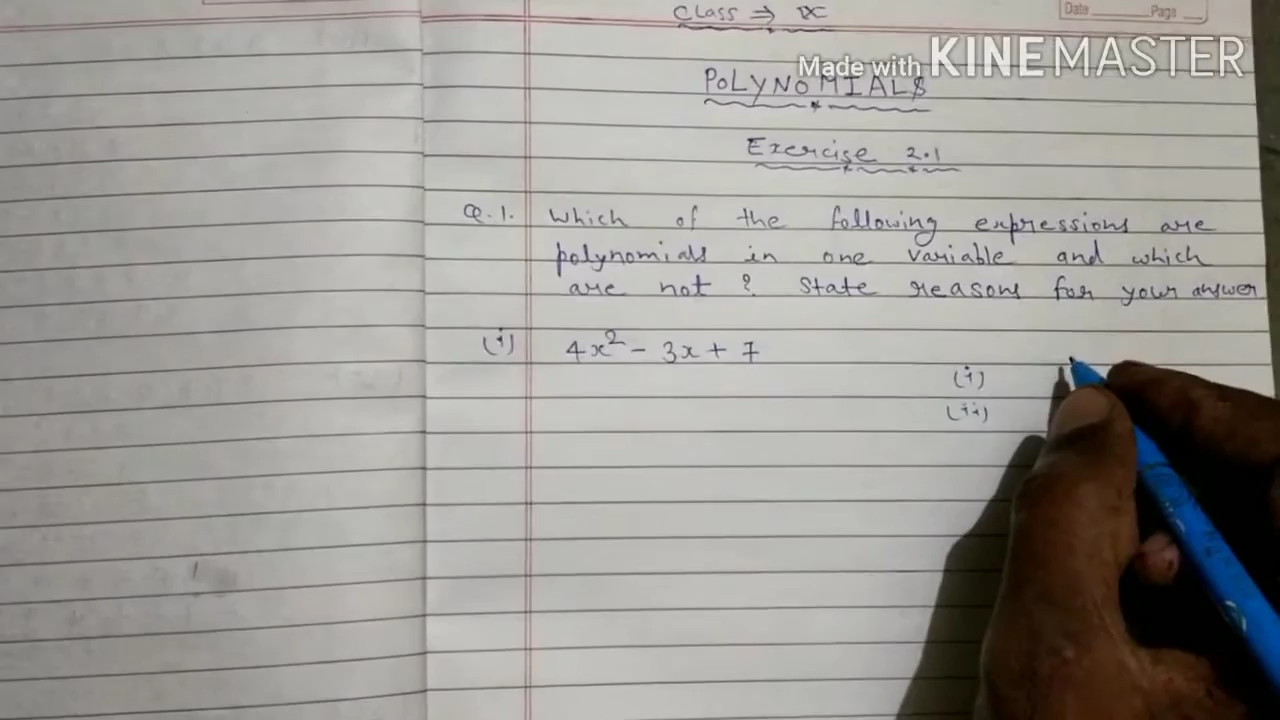 Class ⇒ IX
Date Page
Made with KINEMASTER
POLYNOMIALS
Exercise 2.1
Q.1. Which of the following expressions are
polynomials in one variable and which
are not ? State reasons for your answer
(i) 4x² - 3x + 7
(i)
(ii)